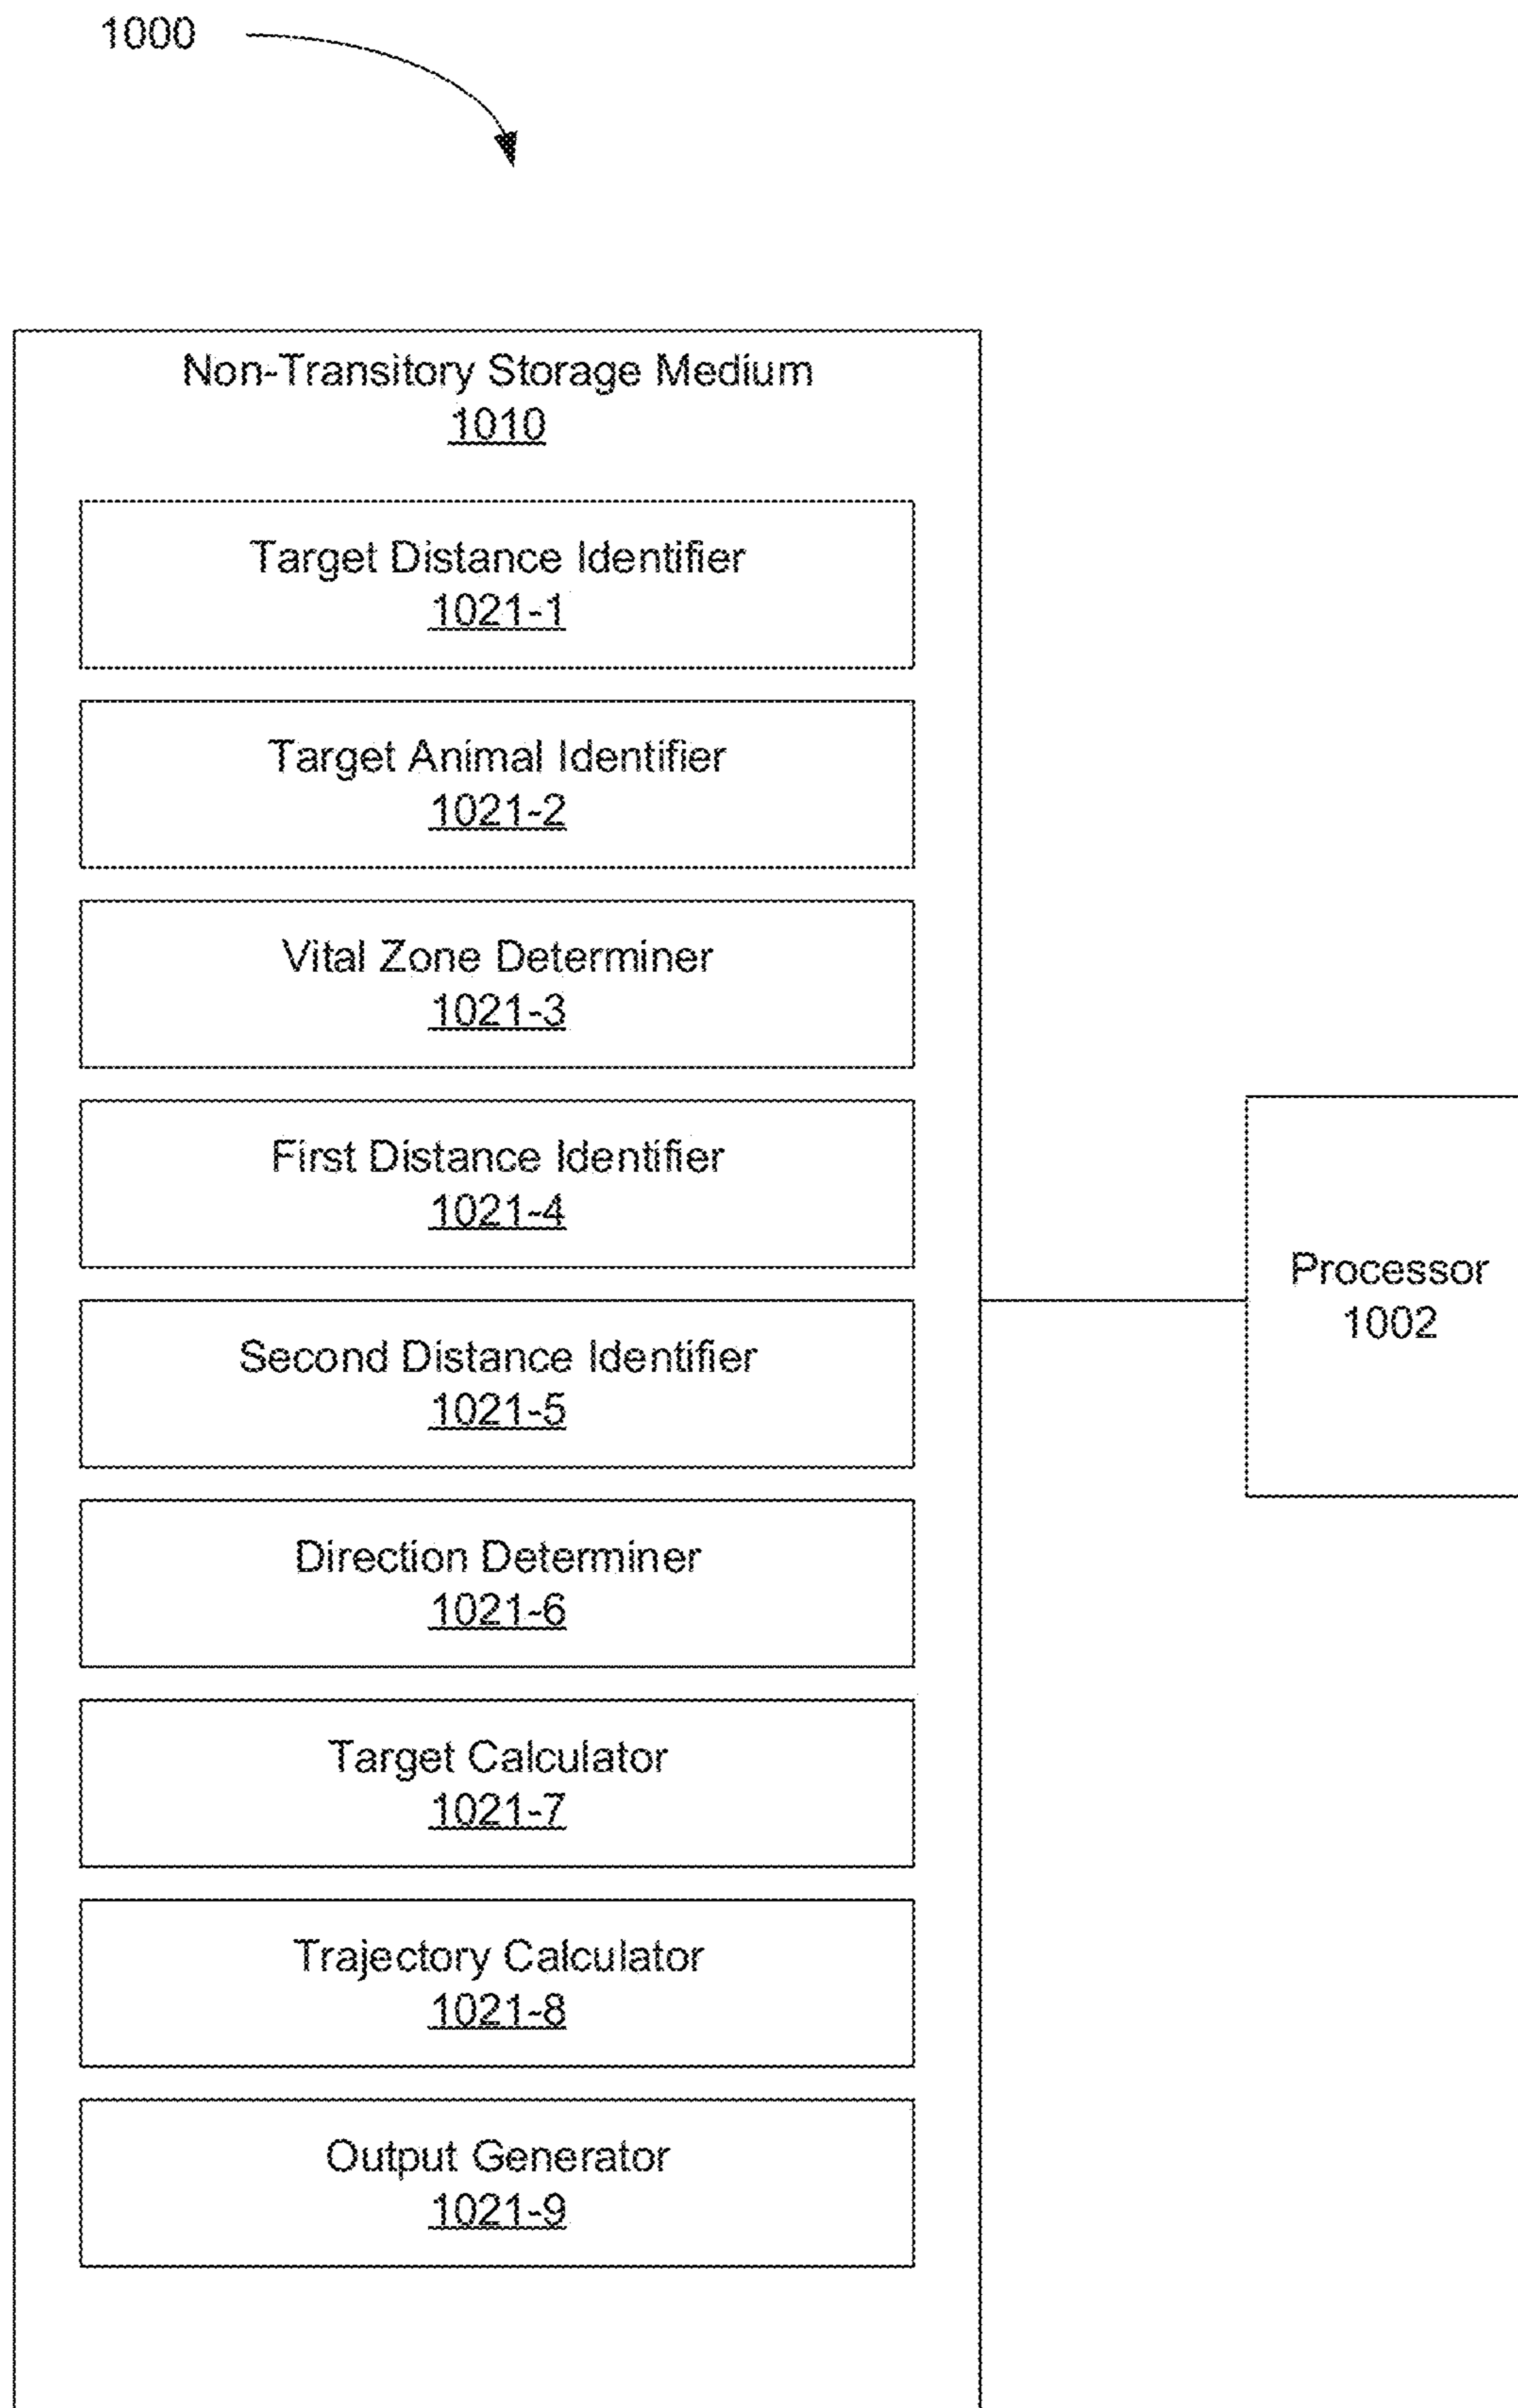 1000
Non-Transitory Storage Medium
1010
Target Distance Identifier
1021-1
Target Animal Identifier
1021-2
Vital Zone Determiner
1021-3
First Distance Identifier
1021-4
Second Distance Identifier
1021-5
Direction Determiner
1021-6
Target Calculator
1021-7
Trajectory Calculator
1021-8
Output Generator
1021-9
Processor
1002